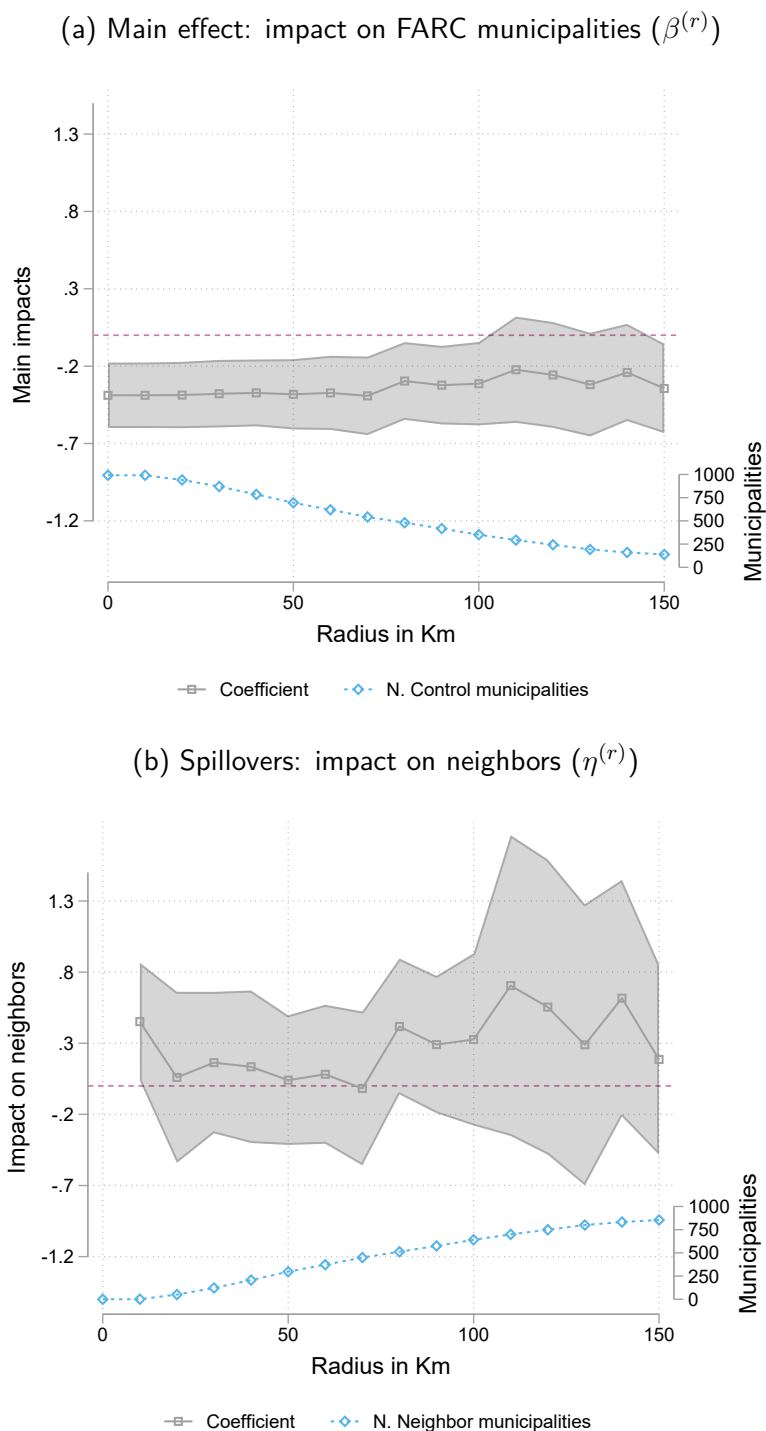 (a) Main effect: impact on FARC municipalities (β^(r))
Main impacts
1.3
.8
.3
-.2
-.7
-1.2
1000
750
500
250
0
Municipalities
0 50 100 150
Radius in Km
Coefficient N. Control municipalities
(b) Spillovers: impact on neighbors (η^(r))
Impact on neighbors
1.3
.8
.3
-.2
-.7
-1.2
1000
750
500
250
0
Municipalities
0 50 100 150
Radius in Km
Coefficient N. Neighbor municipalities